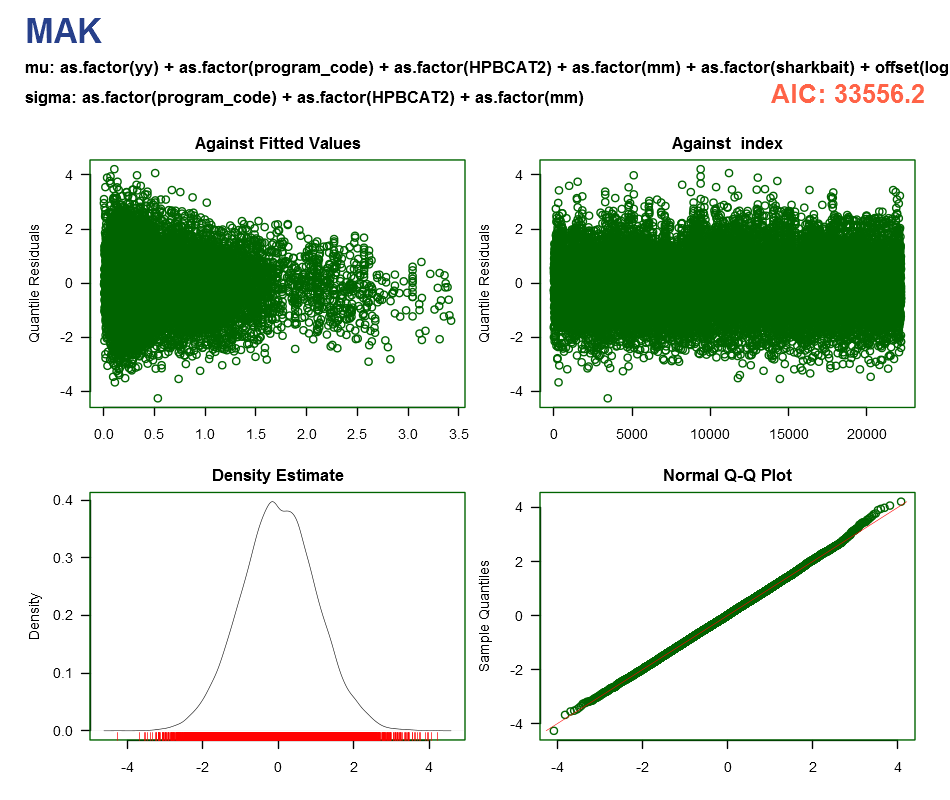 MAK
mu: as.factor(yy) + as.factor(program_code) + as.factor(HPBCAT2) + as.factor(mm) + as.factor(sharkbait) + offset(log
sigma: as.factor(program_code) + as.factor(HPBCAT2) + as.factor(mm)
AIC: 33556.2
Against Fitted Values
Quantile Residuals
4
2
0
-2
-4
0.0 0.5 1.0 1.5 2.0 2.5 3.0 3.5
Against  index
Quantile Residuals
4
2
0
-2
-4
0 5000 10000 15000 20000
Density Estimate
Density
0.4
0.3
0.2
0.1
0.0
-4 -2 0 2 4
Normal Q-Q Plot
Sample Quantiles
4
2
0
-2
-4
-4 -2 0 2 4